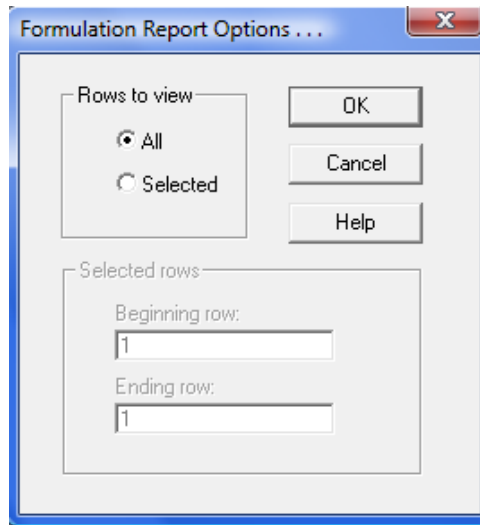 Formulation Report Options . . .
X
Rows to view
All
Selected
OK
Cancel
Help
Selected rows
Beginning row:
1
Ending row:
1